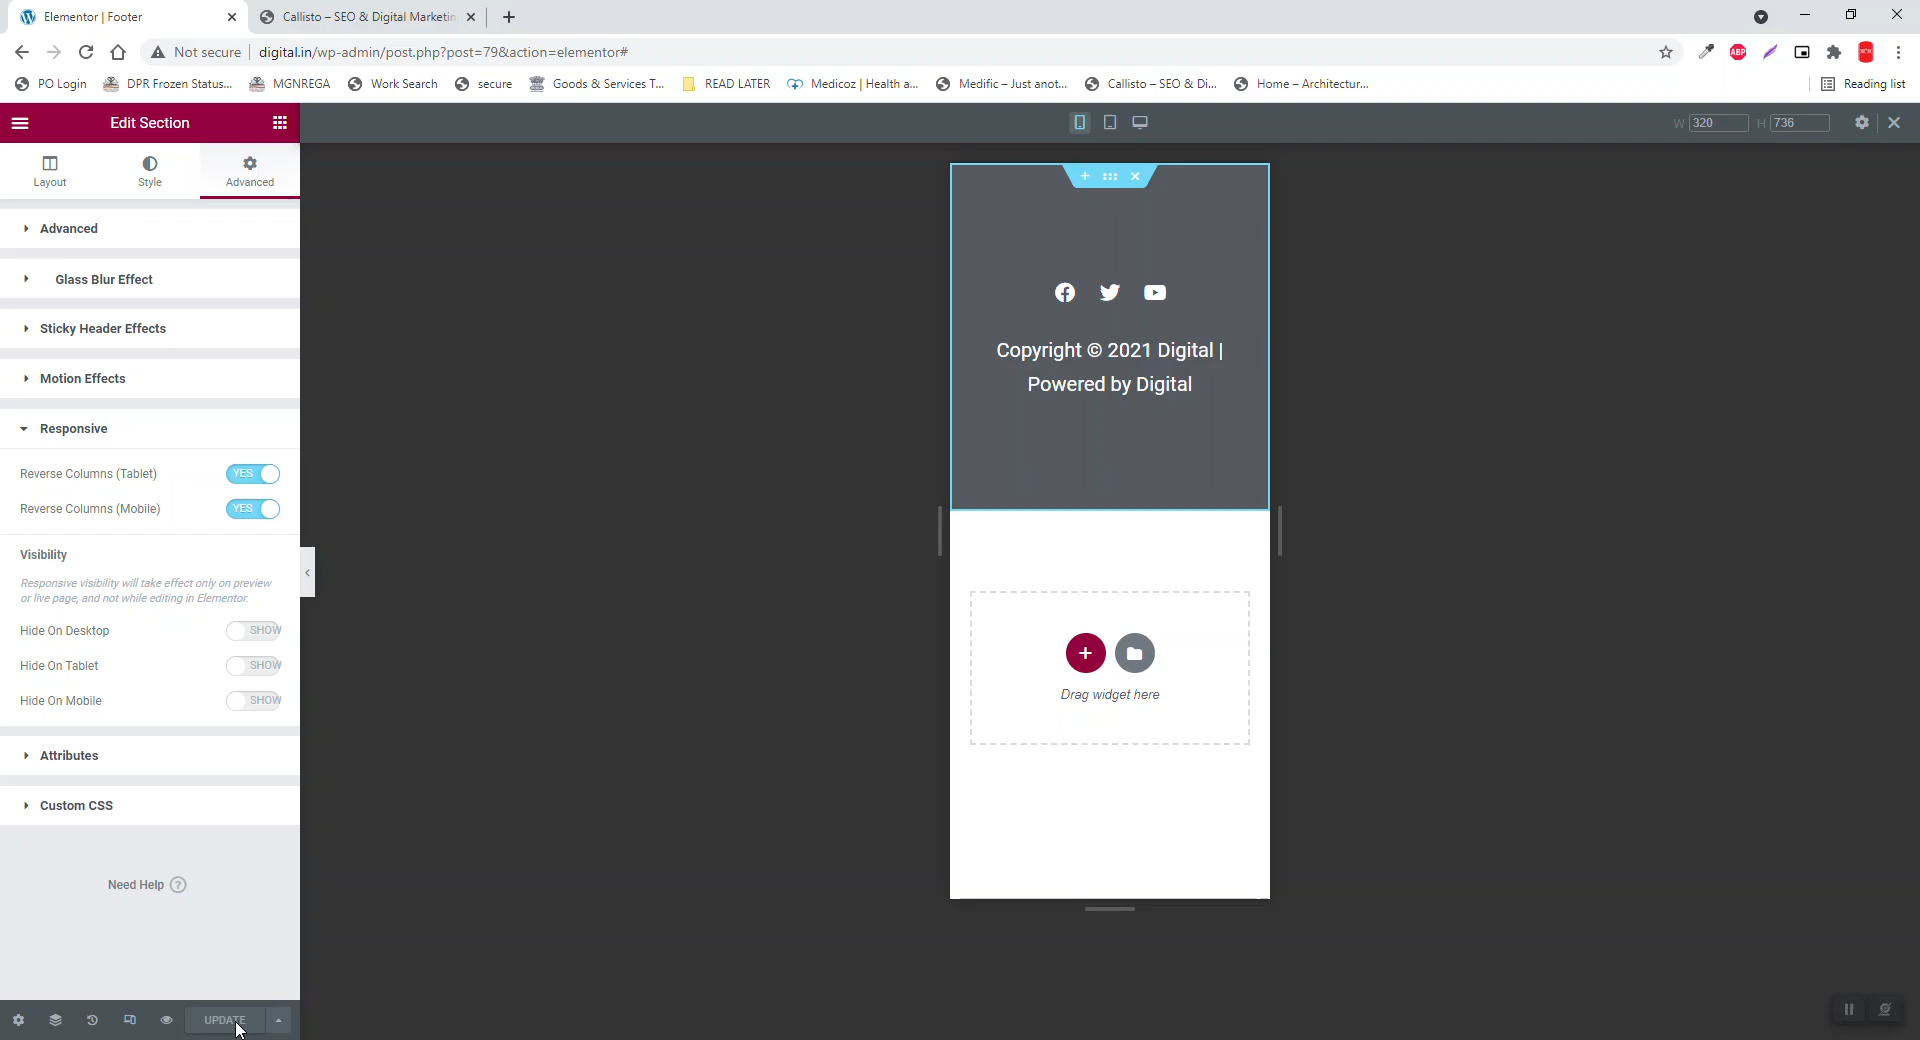 Elementor | Footer
Callisto – SEO & Digital Marketin
Not secure | digital.in/wp-admin/post.php?post=79&action=elementor#
ABP
PO Login
DPR Frozen Status...
MGNREGA
Work Search
secure
Goods & Services T...
READ LATER
Medicoz | Health a...
Medific – Just anot...
Callisto – SEO & Di...
Home – Architectur...
Reading list
Edit Section
W 320 H 736
Layout
Style
Advanced
Advanced
Glass Blur Effect
Sticky Header Effects
Motion Effects
Responsive
Reverse Columns (Tablet)
YES
Reverse Columns (Mobile)
YES
Visibility
Responsive visibility will take effect only on preview
or live page, and not while editing in Elementor.
Hide On Desktop
SHOW
Hide On Tablet
SHOW
Hide On Mobile
SHOW
Attributes
Custom CSS
Need Help ?
UPDATE
Copyright © 2021 Digital |
Powered by Digital
Drag widget here